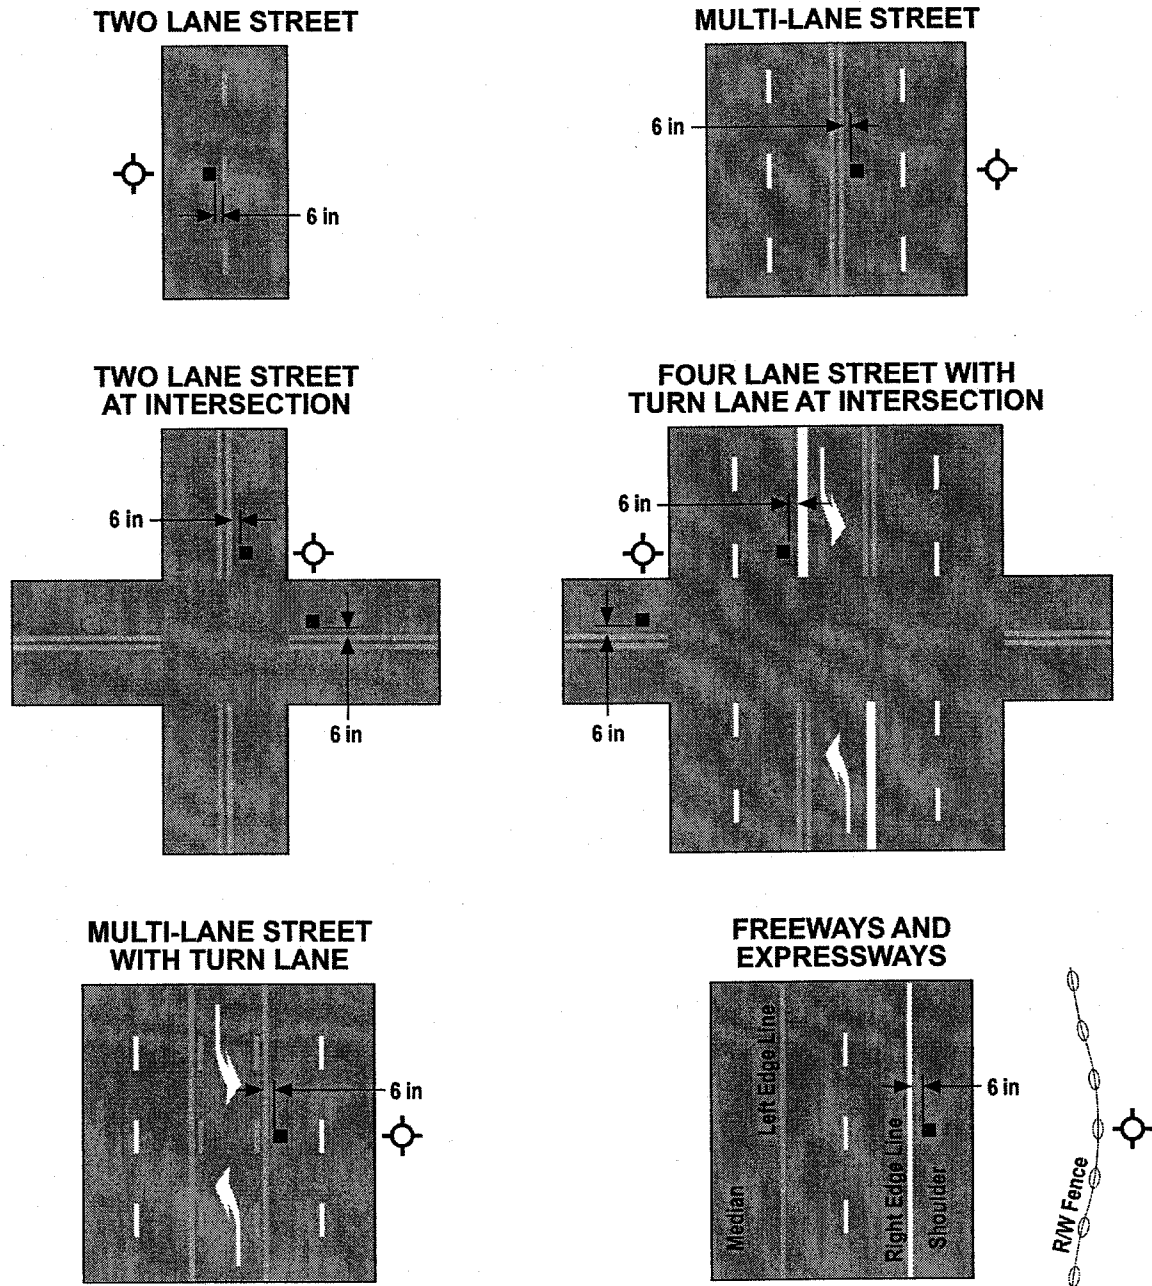 TWO LANE STREET
6 in
MULTI-LANE STREET
6 in
TWO LANE STREET
AT INTERSECTION
6 in
6 in
FOUR LANE STREET WITH
TURN LANE AT INTERSECTION
6 in
6 in
MULTI-LANE STREET
WITH TURN LANE
6 in
FREEWAYS AND
EXPRESSWAYS
Median
Left Edge Line
Right Edge Line
Shoulder
6 in
R/W Fence